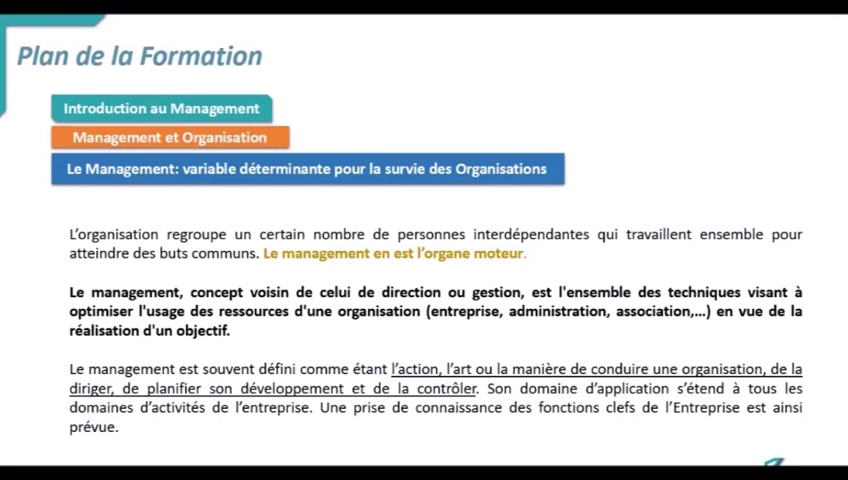 Plan de la Formation
Introduction au Management
Management et Organisation
Le Management: variable déterminante pour la survie des Organisations
L’organisation regroupe un certain nombre de personnes interdépendantes qui travaillent ensemble pour
atteindre des buts communs. Le management en est l’organe moteur.
Le management, concept voisin de celui de direction ou gestion, est l'ensemble des techniques visant à
optimiser l'usage des ressources d'une organisation (entreprise, administration, association,…) en vue de la
réalisation d'un objectif.
Le management est souvent défini comme étant l’action, l’art ou la manière de conduire une organisation, de la
diriger, de planifier son développement et de la contrôler. Son domaine d’application s’étend à tous les
domaines d’activités de l’entreprise. Une prise de connaissance des fonctions clefs de l’Entreprise est ainsi
prévue.